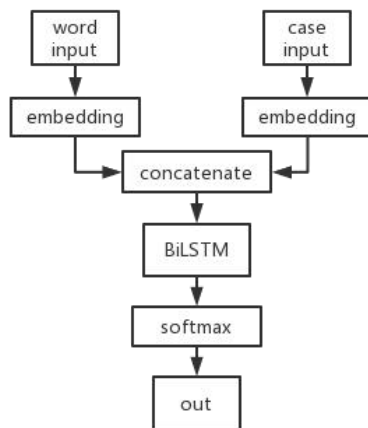 word
input
case
input
embedding
embedding
concatenate
BiLSTM
softmax
out